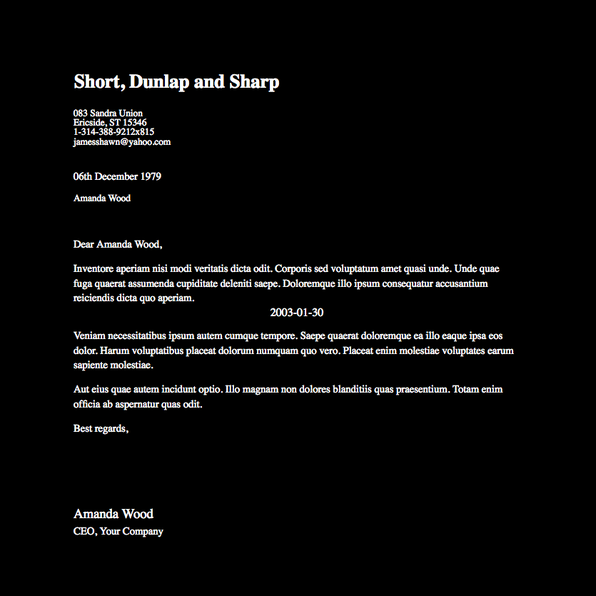 Short, Dunlap and Sharp
083 Sandra Union
Ericside, ST 15346
1-314-388-9212x815
jamesshawn@yahoo.com
06th December 1979
Amanda Wood
Dear Amanda Wood,
Inventore aperiam nisi modi veritatis dicta odit. Corporis sed voluptatum amet quasi unde. Unde quae
fuga quaerat assumenda cupiditate deleniti saepe. Doloremque illo ipsum consequatur accusantium
reiciendis dicta quo aperiam.
2003-01-30
Veniam necessitatibus ipsum autem cumque tempore. Saepe quaerat doloremque ea illo eaque ipsa eos
dolor. Harum voluptatibus placeat dolorum numquam quo vero. Placeat enim molestiae voluptates earum
sapiente molestiae.
Aut eius quae autem incidunt optio. Illo magnam non dolores blanditiis quas praesentium. Totam enim
officia ab aspernatur quas odit.
Best regards,
Amanda Wood
CEO, Your Company